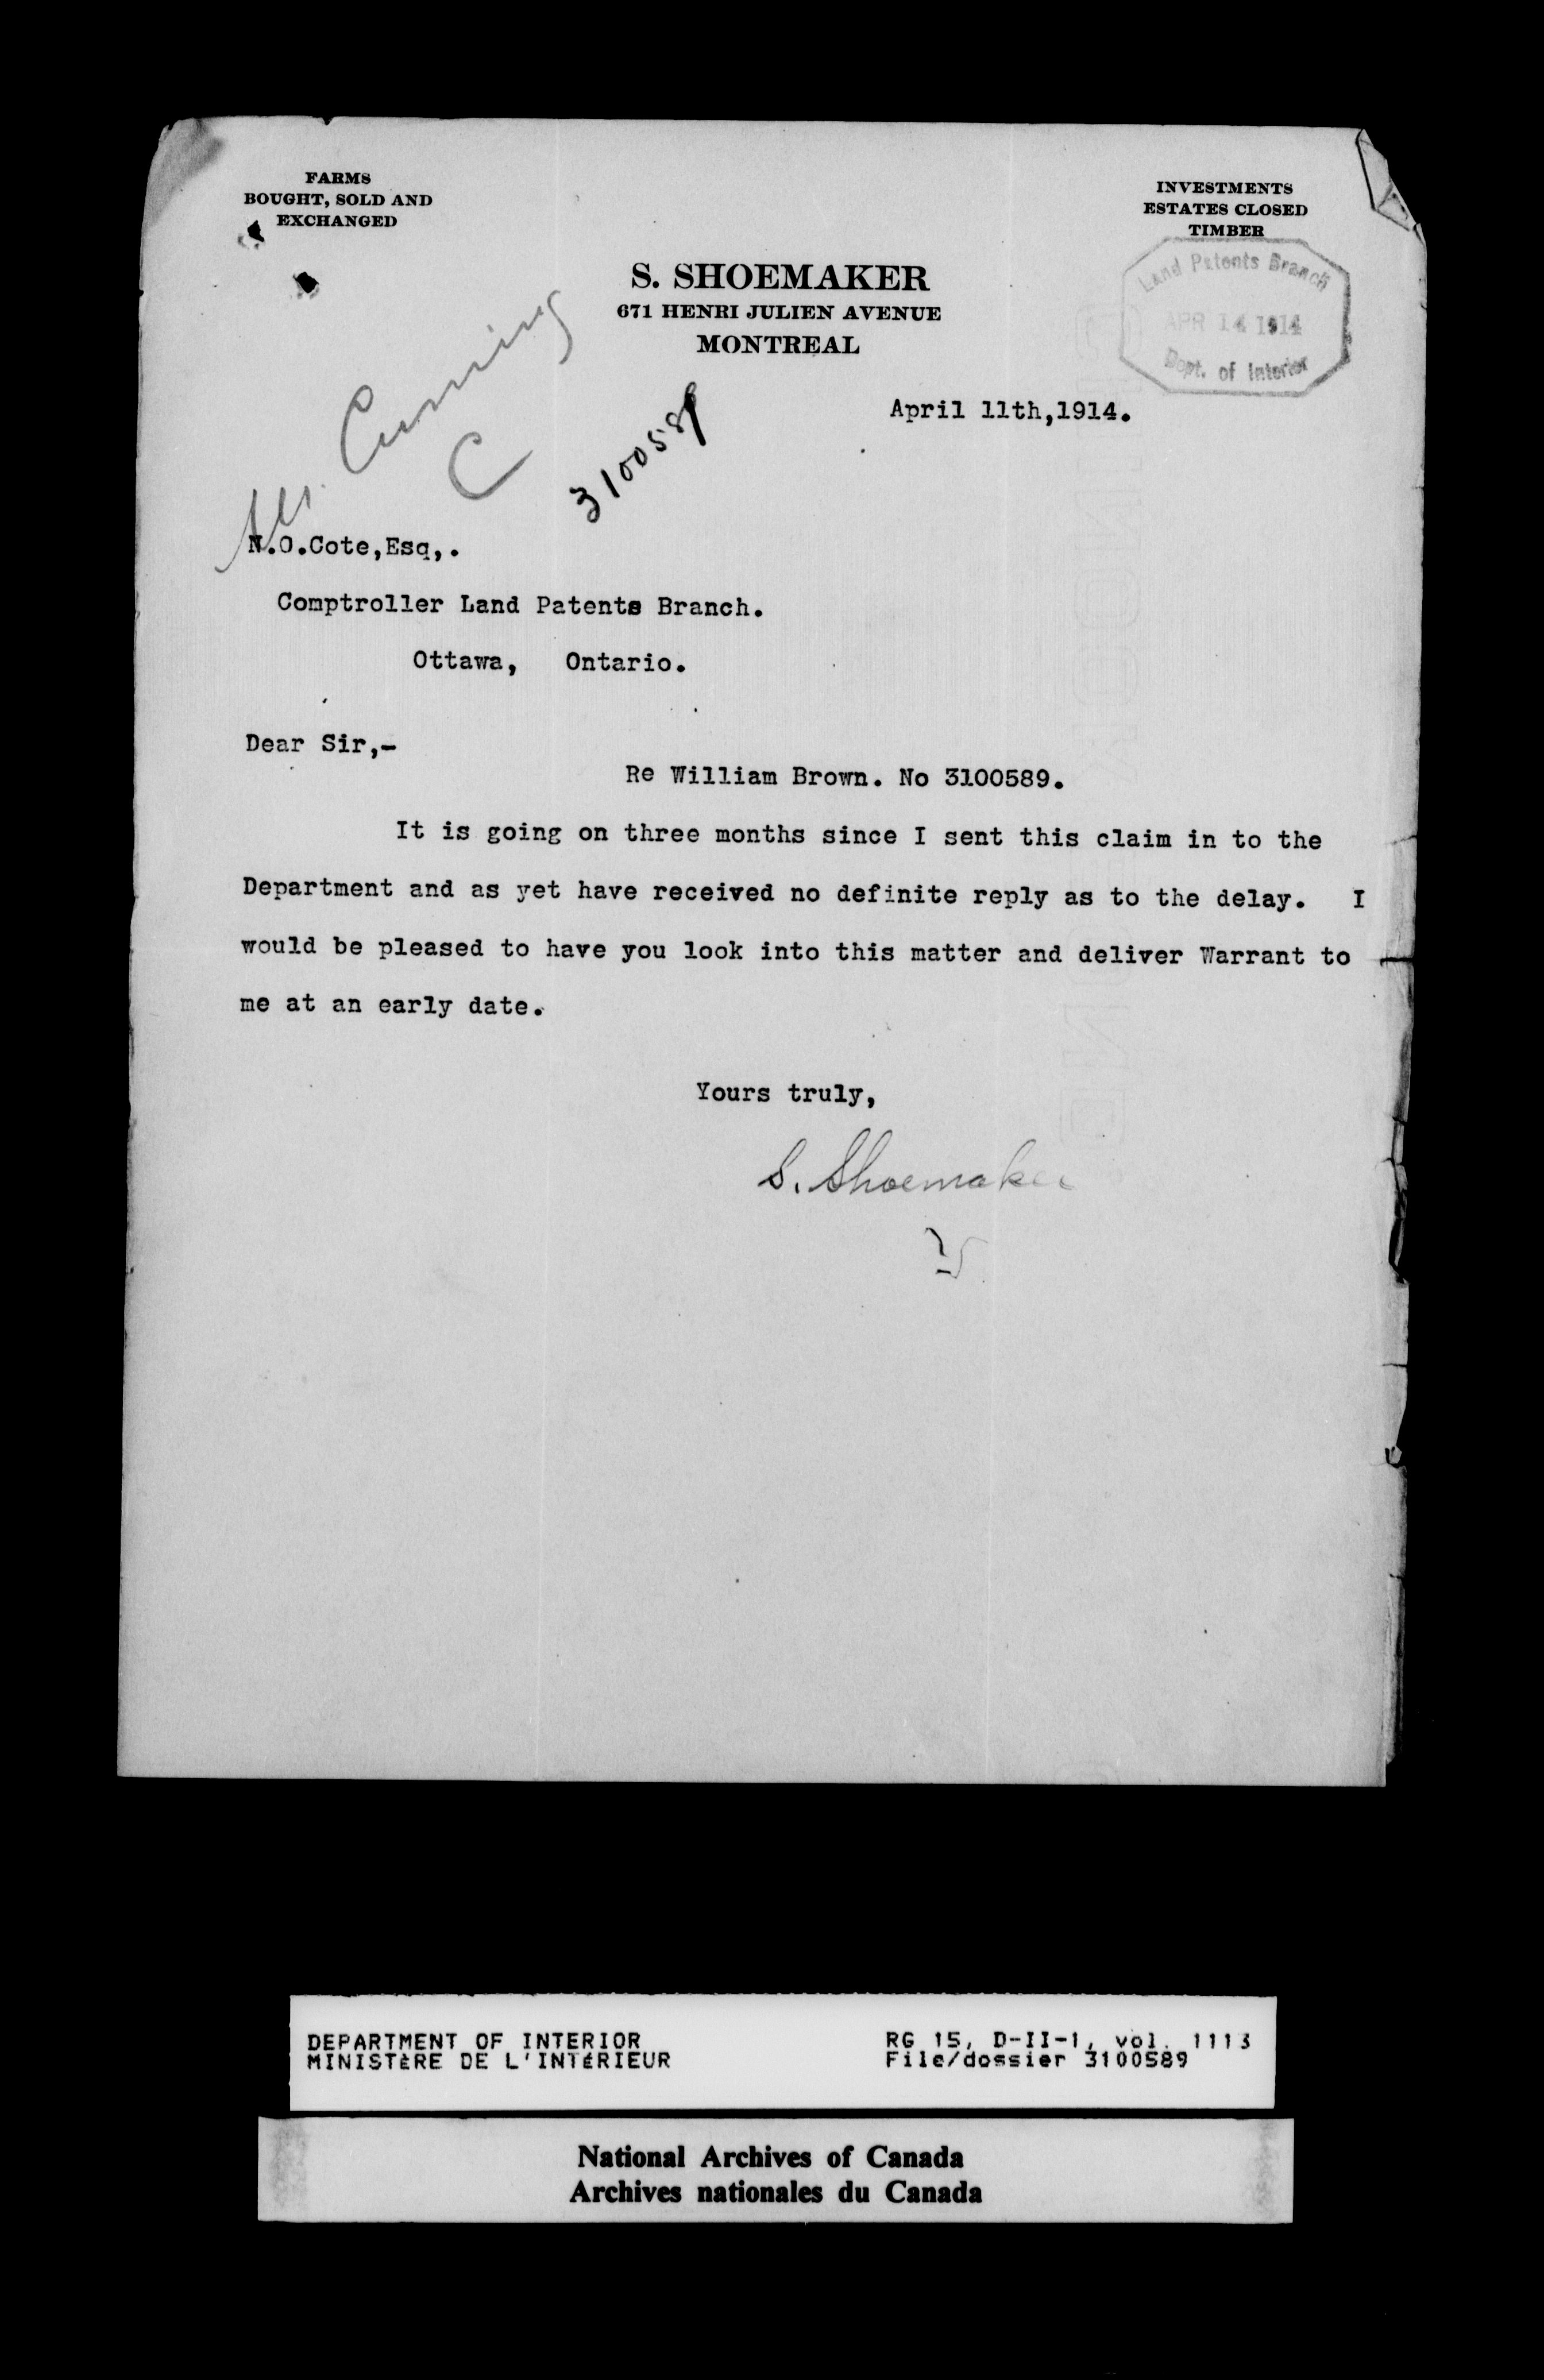 FARMS
BOUGHT, SOLD AND
EXCHANGED
INVESTMENTS
ESTATES CLOSED
TIMBER
S. SHOEMAKER
671 HENRI JULIEN AVENUE
MONTREAL
Land Patents Branch
APR 14 1914
Dept. of Interior
April 11th,1914.
Mr. Cuming
C
3100589
N.O.Cote,Esq,.
Comptroller Land Patents Branch.
Ottawa, Ontario.
Dear Sir,-
Re William Brown. No 3100589.
It is going on three months since I sent this claim in to the
Department and as yet have received no definite reply as to the delay. I
would be pleased to have you look into this matter and deliver Warrant to
me at an early date.
Yours truly,
S. Shoemaker
DEPARTMENT OF INTERIOR
MINISTÈRE DE L'INTÉRIEUR
RG 15, D-II-1, vol. 1113
File/dossier 3100589
National Archives of Canada
Archives nationales du Canada